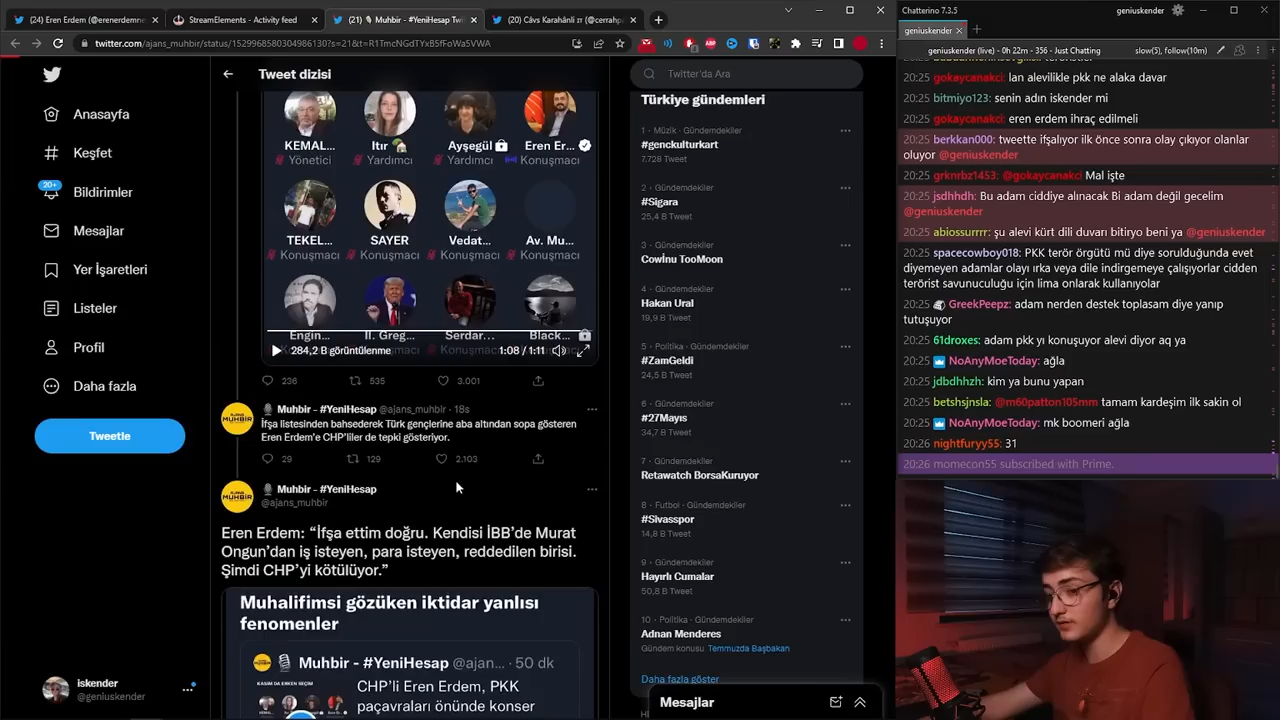 (24) Eren Erdem (@erenerdemne
StreamElements - Activity feed
(21) Muhbir - #YeniHesap Twi
(20) Câvs Karahânlı
(@cerrahp
twitter.com/ajans_muhbir/status/1529968580304986130?s=21&t=R1TmcNGdTYxB5fFoWa5VWA
Anasayfa
Keşfet
20+
Bildirimler
Mesajlar
Yer İşaretleri
Listeler
Profil
Daha fazla
Tweetle
iskender
@geniuskender
Tweet dizisi
KEMAL... Itır Ayşegül Eren Er...
Yönetici Yardımcı Yardımcı Konuşmacı
TEKEL... SAYER Vedat... Av. Mu...
Konuşmacı Konuşmacı Konuşmacı Konuşmacı
Engin... II. Greg... Serdar... Black...
284,2 B görüntülenme
1:08 / 1:11
236 535 3.001
Muhbir - #YeniHesap @ajans_muhbir · 18s
İfşa listesinden bahsederek Türk gençlerine aba altından sopa gösteren
Eren Erdem'e CHP'liler de tepki gösteriyor.
29 129 2.103
Muhbir - #YeniHesap
@ajans_muhbir
Eren Erdem: “İfşa ettim doğru. Kendisi İBB’de Murat
Ongun’dan iş isteyen, para isteyen, reddedilen birisi.
Şimdi CHP’yi kötülüyor.”
Muhalifimsi gözüken iktidar yanlısı
fenomenler
Muhbir - #YeniHesap @ajan... · 50 dk
CHP'li Eren Erdem, PKK
paçavraları önünde konser
Twitter'da Ara
Türkiye gündemleri
1 · Müzik · Gündemdekiler
#genckulturkart
7.728 Tweet
2 · Gündemdekiler
#Sigara
25,4 B Tweet
3 · Gündemdekiler
Cowİnu TooMoon
4 · Gündemdekiler
Hakan Ural
19,9 B Tweet
5 · Politika · Gündemdekiler
#ZamGeldi
24,5 B Tweet
6 · Gündemdekiler
#27Mayıs
34,7 B Tweet
7 · Gündemdekiler
Retawatch BorsaKuruyor
8 · Futbol · Gündemdekiler
#Sivasspor
14,8 B Tweet
9 · Gündemdekiler
Hayırlı Cumalar
50,8 B Tweet
10 · Politika · Gündemdekiler
Adnan Menderes
Gündem konusu Temmuzda Başbakan
Daha fazla göster
Mesajlar
Chatterino 7.3.5
geniuskender
geniuskender
geniuskender (live) - 0h 22m - 356 - Just Chatting
slow(5), follow(10m)
20:25 gokaycanakci: lan alevilikle pkk ne alaka davar
20:25 bitmiyo123: senin adın iskender mi
20:25 gokaycanakci: eren erdem ihraç edilmeli
20:25 berkkan000: tweette ifşalıyor ilk önce sonra olay çıkıyor olanlar
oluyor @geniuskender
20:25 grknrbz1453: @gokaycanakci Mal işte
20:25 jsdhhdh: Bu adam ciddiye alınacak Bi adam değil gecelim
@geniuskender
20:25 abiossurrrr: şu alevi kürt dili duvarı bitiryo beni ya @geniuskender
20:25 spacecowboy018: PKK terör örgütü mü diye sorulduğunda evet
diyemeyen adamlar olayı ırka veya dile indirgemeye çalışıyorlar cidden
terörist savunuculuğu için lima onlarak kullanıyolar
20:25 GreekPeepz: adam nerden destek toplasam diye yanıp
tutuşuyor
20:25 61droxes: adam pkk yı konuşuyor alevi diyor aq ya
20:25 NoAnyMoeToday: ağla
20:25 jdbhhzh: kim ya bunu yapan
20:25 betshsjnsla: @m60patton105mm tamam kardeşim ilk sakin ol
20:25 NoAnyMoeToday: mk boomeri ağla
20:26 nightfuryy55: 31
20:26 momecon55 subscribed with Prime.